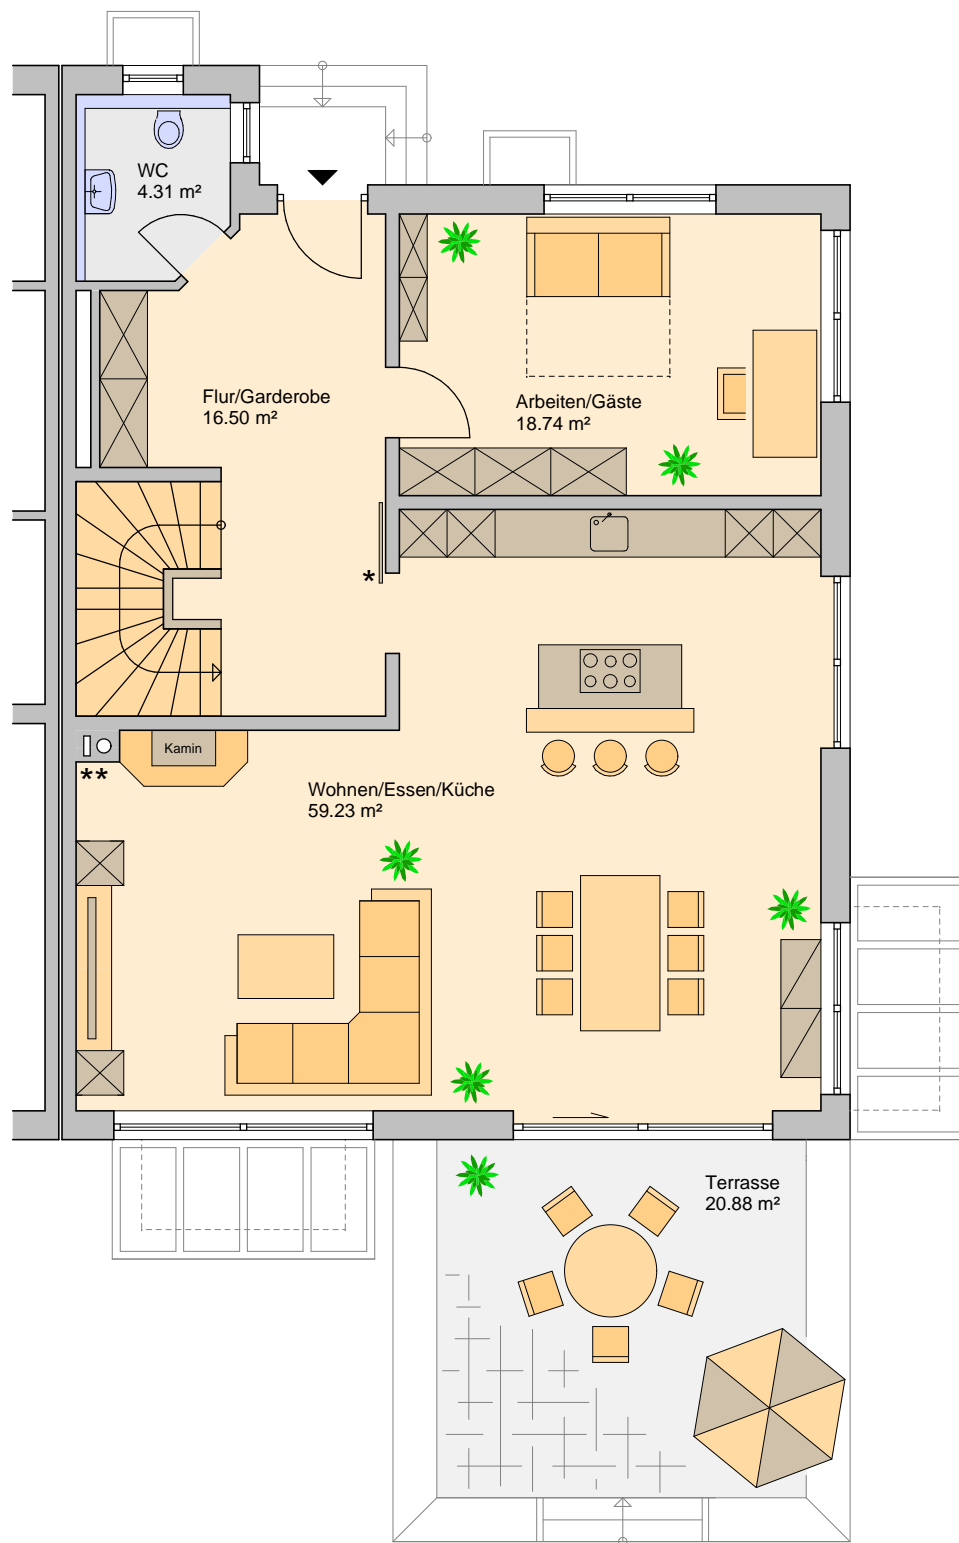 WC
4.31 m²
Flur/Garderobe
16.50 m²
Arbeiten/Gäste
18.74 m²
*
Kamin
**
Wohnen/Essen/Küche
59.23 m²
Terrasse
20.88 m²